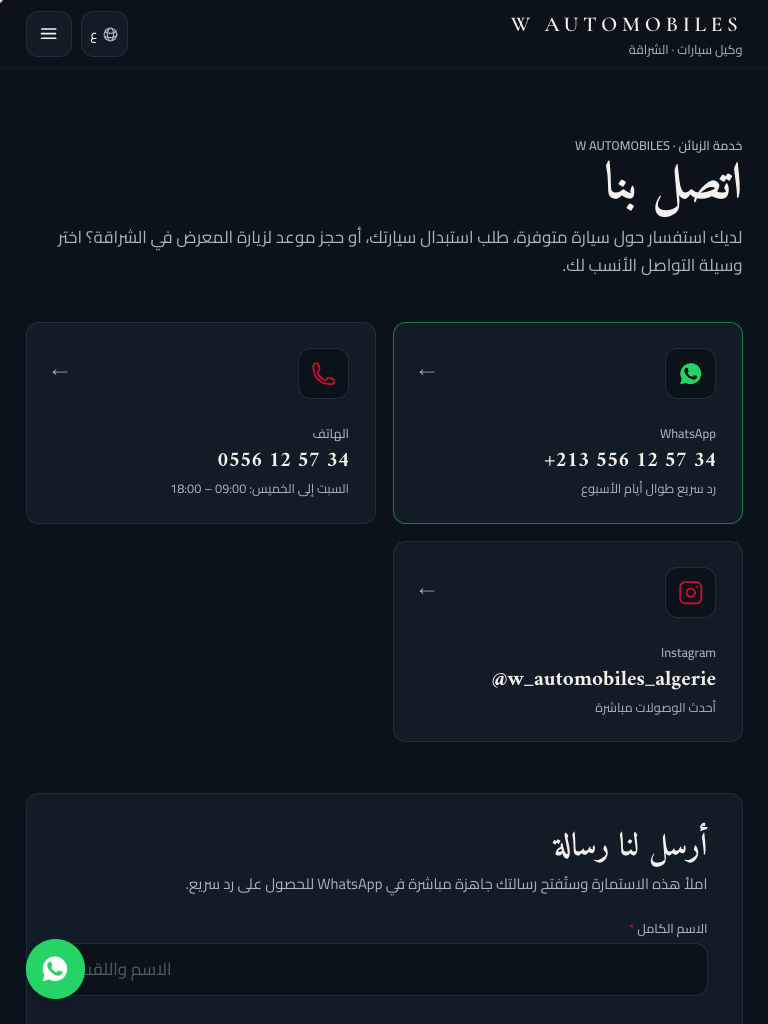 W AUTOMOBILES
وكيل سيارات · الشراقة
ع
خدمة الزبائن · W AUTOMOBILES
اتصل بنا
لديك استفسار حول سيارة متوفرة، طلب استبدال سيارتك، أو حجز موعد لزيارة المعرض في الشراقة؟ اختر
وسيلة التواصل الأنسب لك.
WhatsApp
+213 556 12 57 34
رد سريع طوال أيام الأسبوع
الهاتف
0556 12 57 34
السبت إلى الخميس: 09:00 – 18:00
Instagram
@w_automobiles_algerie
أحدث الوصولات مباشرة
أرسل لنا رسالة
املأ هذه الاستمارة وستُفتح رسالتك جاهزة مباشرة في WhatsApp للحصول على رد سريع.
الاسم الكامل *
الاسم